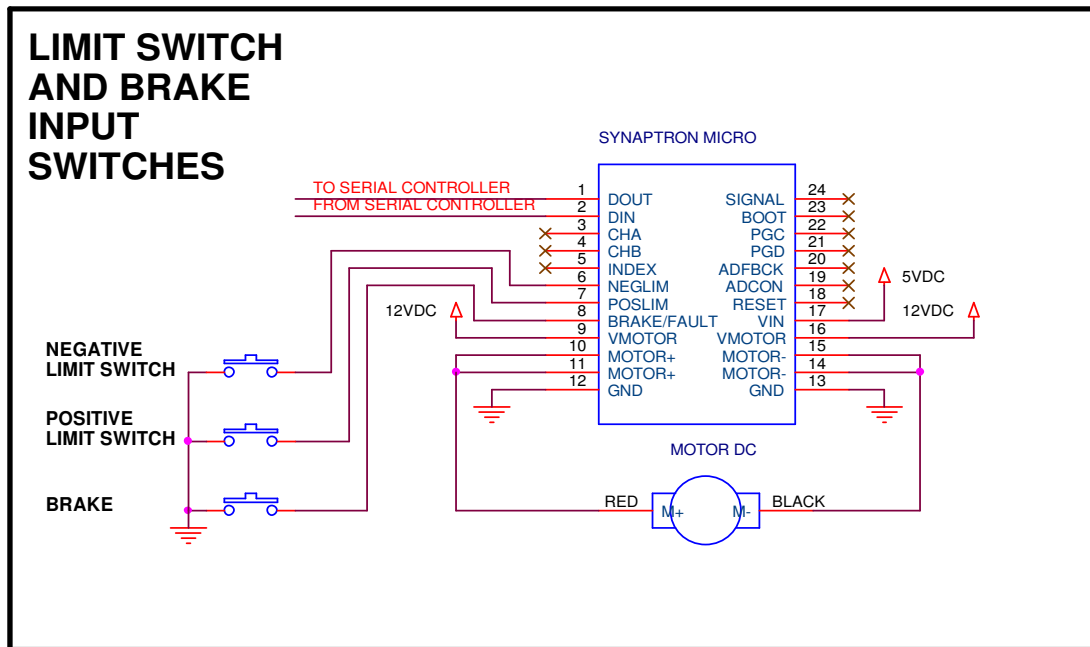 LIMIT SWITCH
AND BRAKE
INPUT
SWITCHES
SYNAPTRON MICRO
TO SERIAL CONTROLLER
FROM SERIAL CONTROLLER
1 DOUT
2 DIN
3 CHA
4 CHB
5 INDEX
6 NEGLIM
7 POSLIM
8 BRAKE/FAULT
9 VMOTOR
10 MOTOR+
11 MOTOR+
12 GND
SIGNAL 24
BOOT 23
PGC 22
PGD 21
ADFBCK 20
ADCON 19
RESET 18
VIN 17
VMOTOR 16
MOTOR- 15
MOTOR- 14
GND 13
12VDC
5VDC
12VDC
NEGATIVE
LIMIT SWITCH
POSITIVE
LIMIT SWITCH
BRAKE
MOTOR DC
RED
M+
M-
BLACK